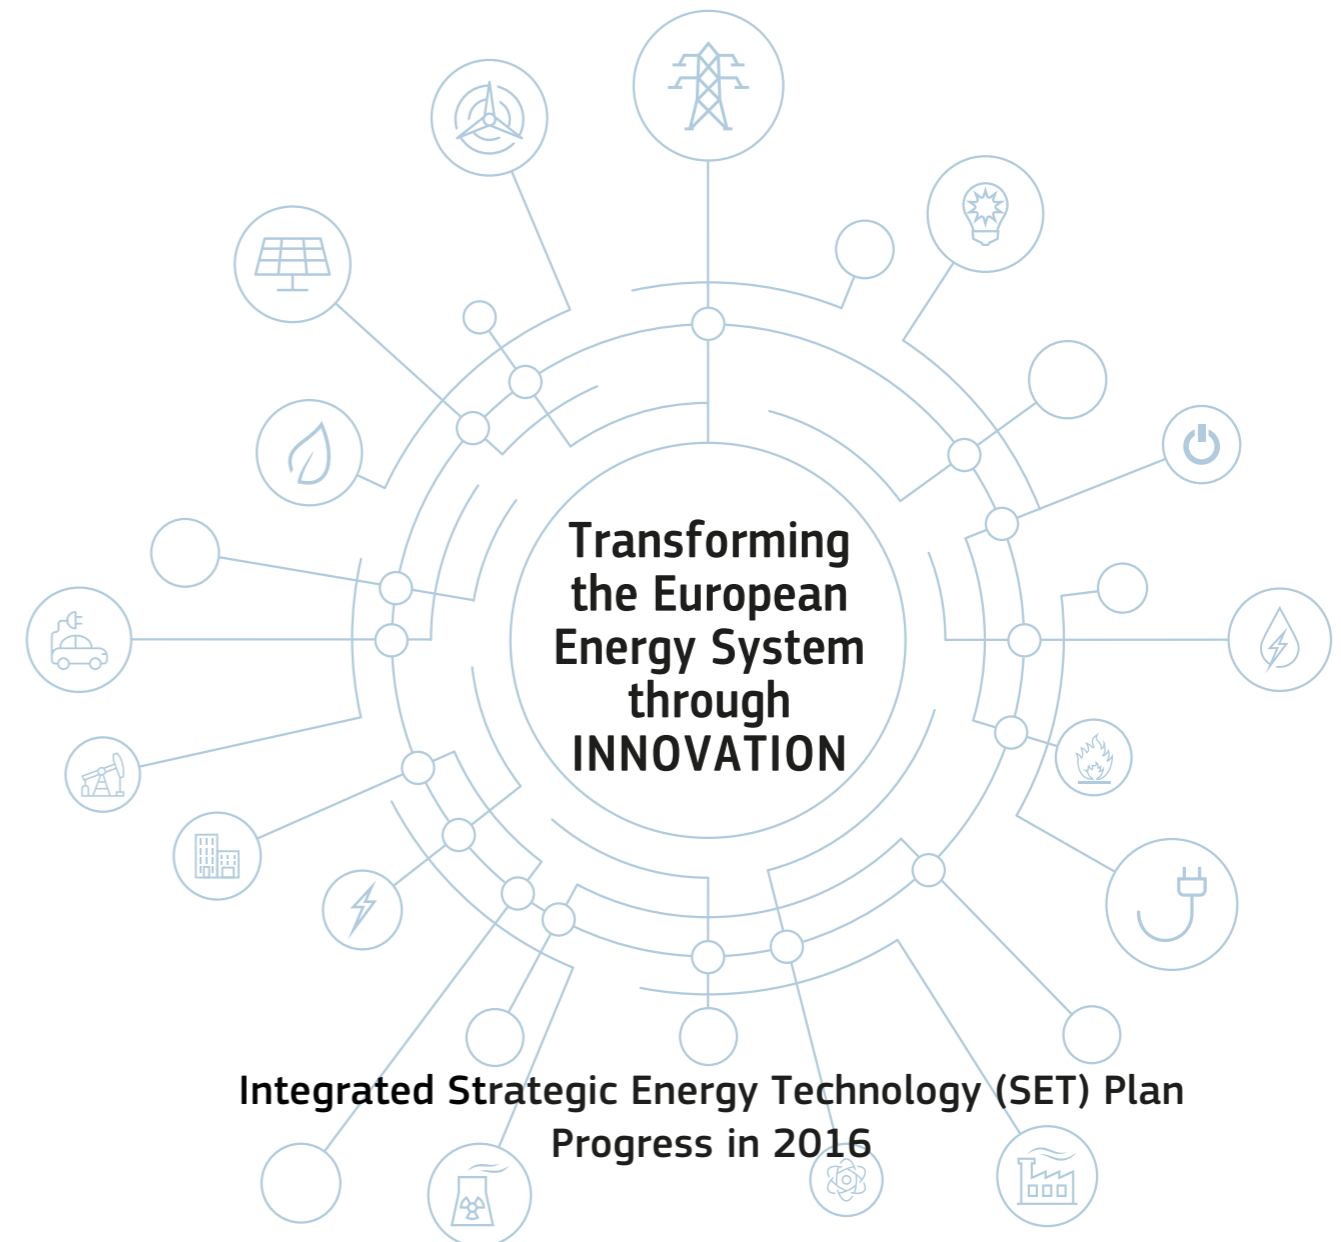 Transforming
the European
Energy System
through
INNOVATION
Integrated Strategic Energy Technology (SET) Plan
Progress in 2016